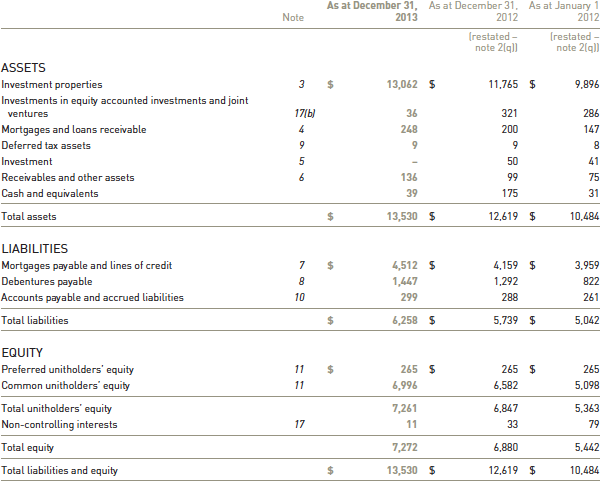 As at December 31, As at December 31, As at January 1
Note 2013 2012 2012
(restated – (restated –
note 2(q)) note 2(q))
ASSETS
Investment properties 3 $ 13,062 $ 11,765 $ 9,896
Investments in equity accounted investments and joint
ventures 17(b) 36 321 286
Mortgages and loans receivable 4 248 200 147
Deferred tax assets 9 9 9 8
Investment 5 – 50 41
Receivables and other assets 6 136 99 75
Cash and equivalents 39 175 31
Total assets $ 13,530 $ 12,619 $ 10,484
LIABILITIES
Mortgages payable and lines of credit 7 $ 4,512 $ 4,159 $ 3,959
Debentures payable 8 1,447 1,292 822
Accounts payable and accrued liabilities 10 299 288 261
Total liabilities $ 6,258 $ 5,739 $ 5,042
EQUITY
Preferred unitholders' equity 11 $ 265 $ 265 $ 265
Common unitholders' equity 11 6,996 6,582 5,098
Total unitholders' equity 7,261 6,847 5,363
Non-controlling interests 17 11 33 79
Total equity 7,272 6,880 5,442
Total liabilities and equity $ 13,530 $ 12,619 $ 10,484